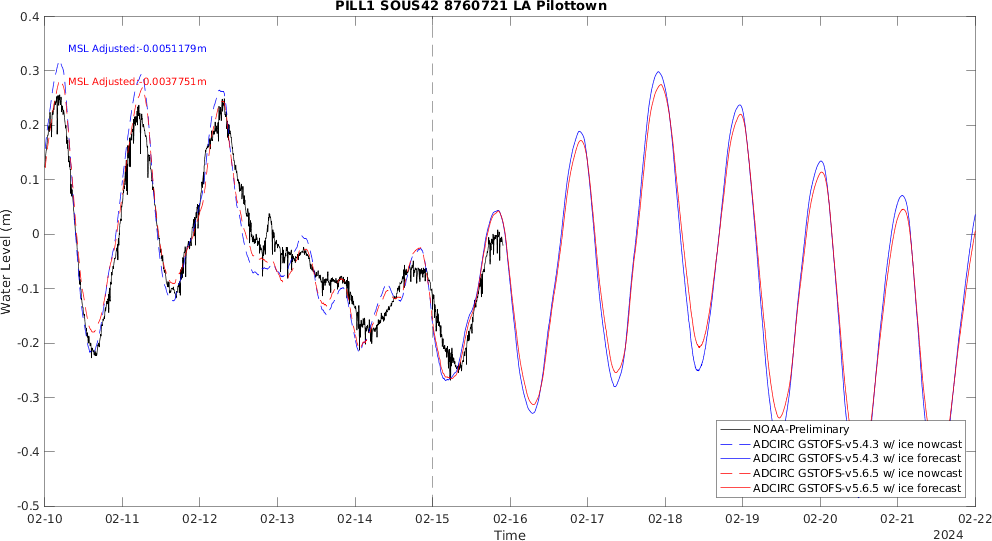 PILL1 SOUS42 8760721 LA Pilottown
0.4
0.3
0.2
0.1
0
-0.1
-0.2
-0.3
-0.4
-0.5
Water Level (m)
MSL Adjusted:-0.0051179m
MSL Adjusted:-0.0037751m
NOAA-Preliminary
ADCIRC GSTOFS-v5.4.3 w/ ice nowcast
ADCIRC GSTOFS-v5.4.3 w/ ice forecast
ADCIRC GSTOFS-v5.6.5 w/ ice nowcast
ADCIRC GSTOFS-v5.6.5 w/ ice forecast
02-10 02-11 02-12 02-13 02-14 02-15 02-16 02-17 02-18 02-19 02-20 02-21 02-22
Time
2024